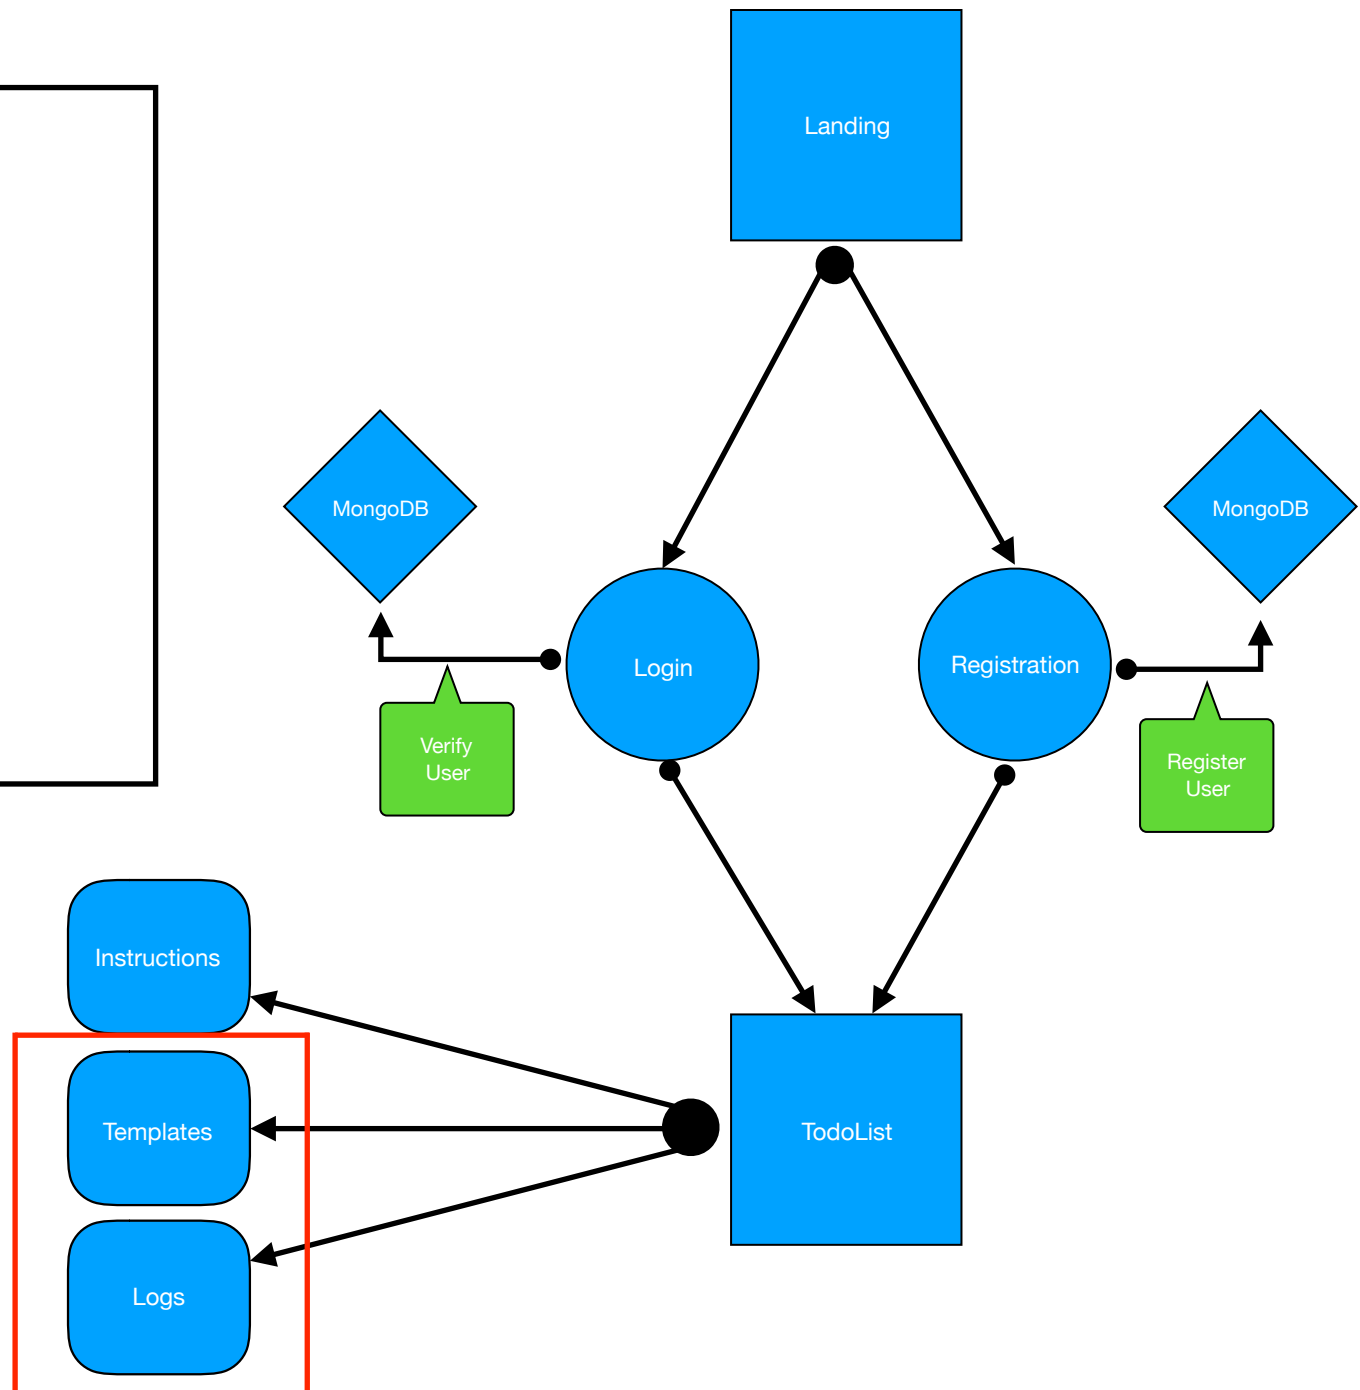 Landing
MongoDB
MongoDB
Login
Registration
Verify
User
Register
User
Instructions
Templates
TodoList
Logs